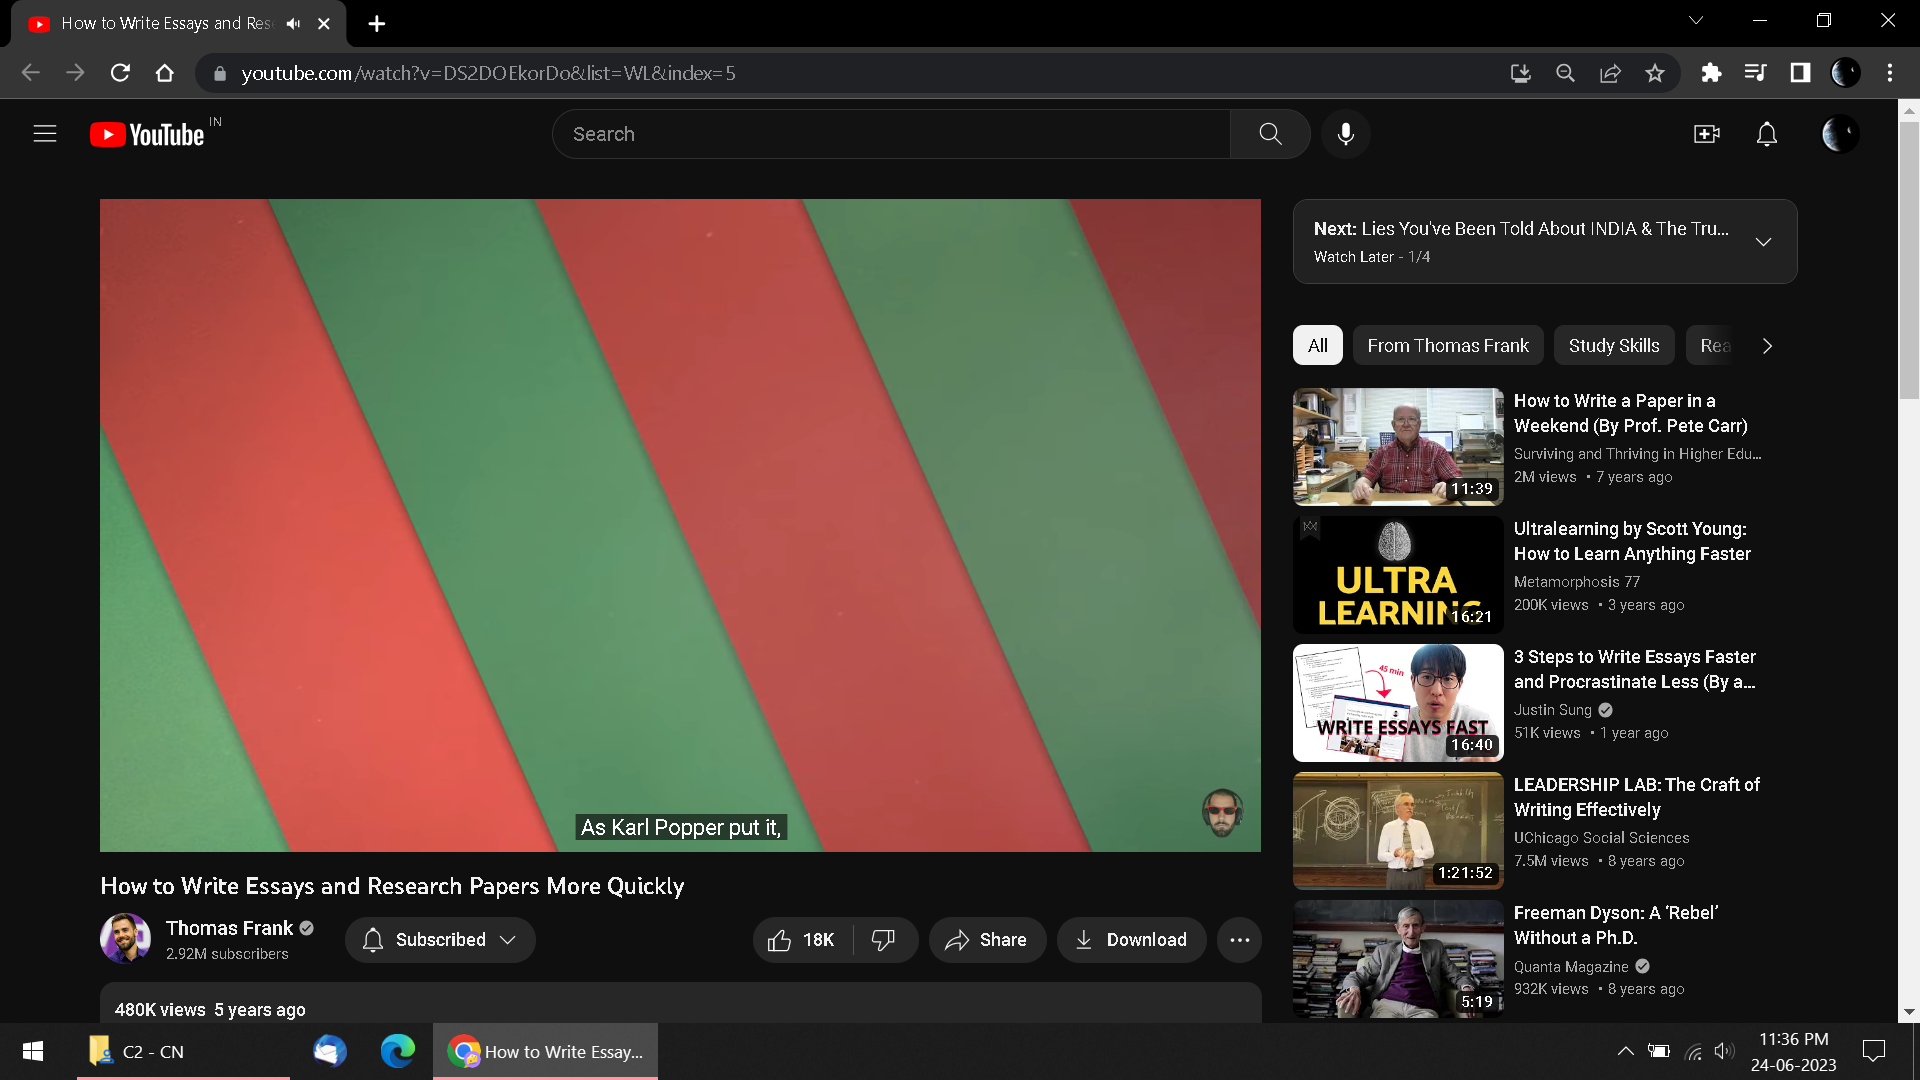 How to Write Essays and Res
youtube.com/watch?v=DS2DOEkorDo&list=WL&index=5
YouTube IN
Search
As Karl Popper put it,
How to Write Essays and Research Papers More Quickly
Thomas Frank
2.92M subscribers
Subscribed
18K
Share
Download
480K views 5 years ago
Next: Lies You've Been Told About INDIA & The Tru...
Watch Later - 1/4
All
From Thomas Frank
Study Skills
Rea
11:39
How to Write a Paper in a
Weekend (By Prof. Pete Carr)
Surviving and Thriving in Higher Edu...
2M views • 7 years ago
ULTRA
LEARNING
16:21
Ultralearning by Scott Young:
How to Learn Anything Faster
Metamorphosis 77
200K views • 3 years ago
45 min
WRITE ESSAYS FAST
16:40
3 Steps to Write Essays Faster
and Procrastinate Less (By a...
Justin Sung
51K views • 1 year ago
1:21:52
LEADERSHIP LAB: The Craft of
Writing Effectively
UChicago Social Sciences
7.5M views • 8 years ago
5:19
Freeman Dyson: A ‘Rebel’
Without a Ph.D.
Quanta Magazine
932K views • 8 years ago
C2 - CN
How to Write Essay...
11:36 PM
24-06-2023